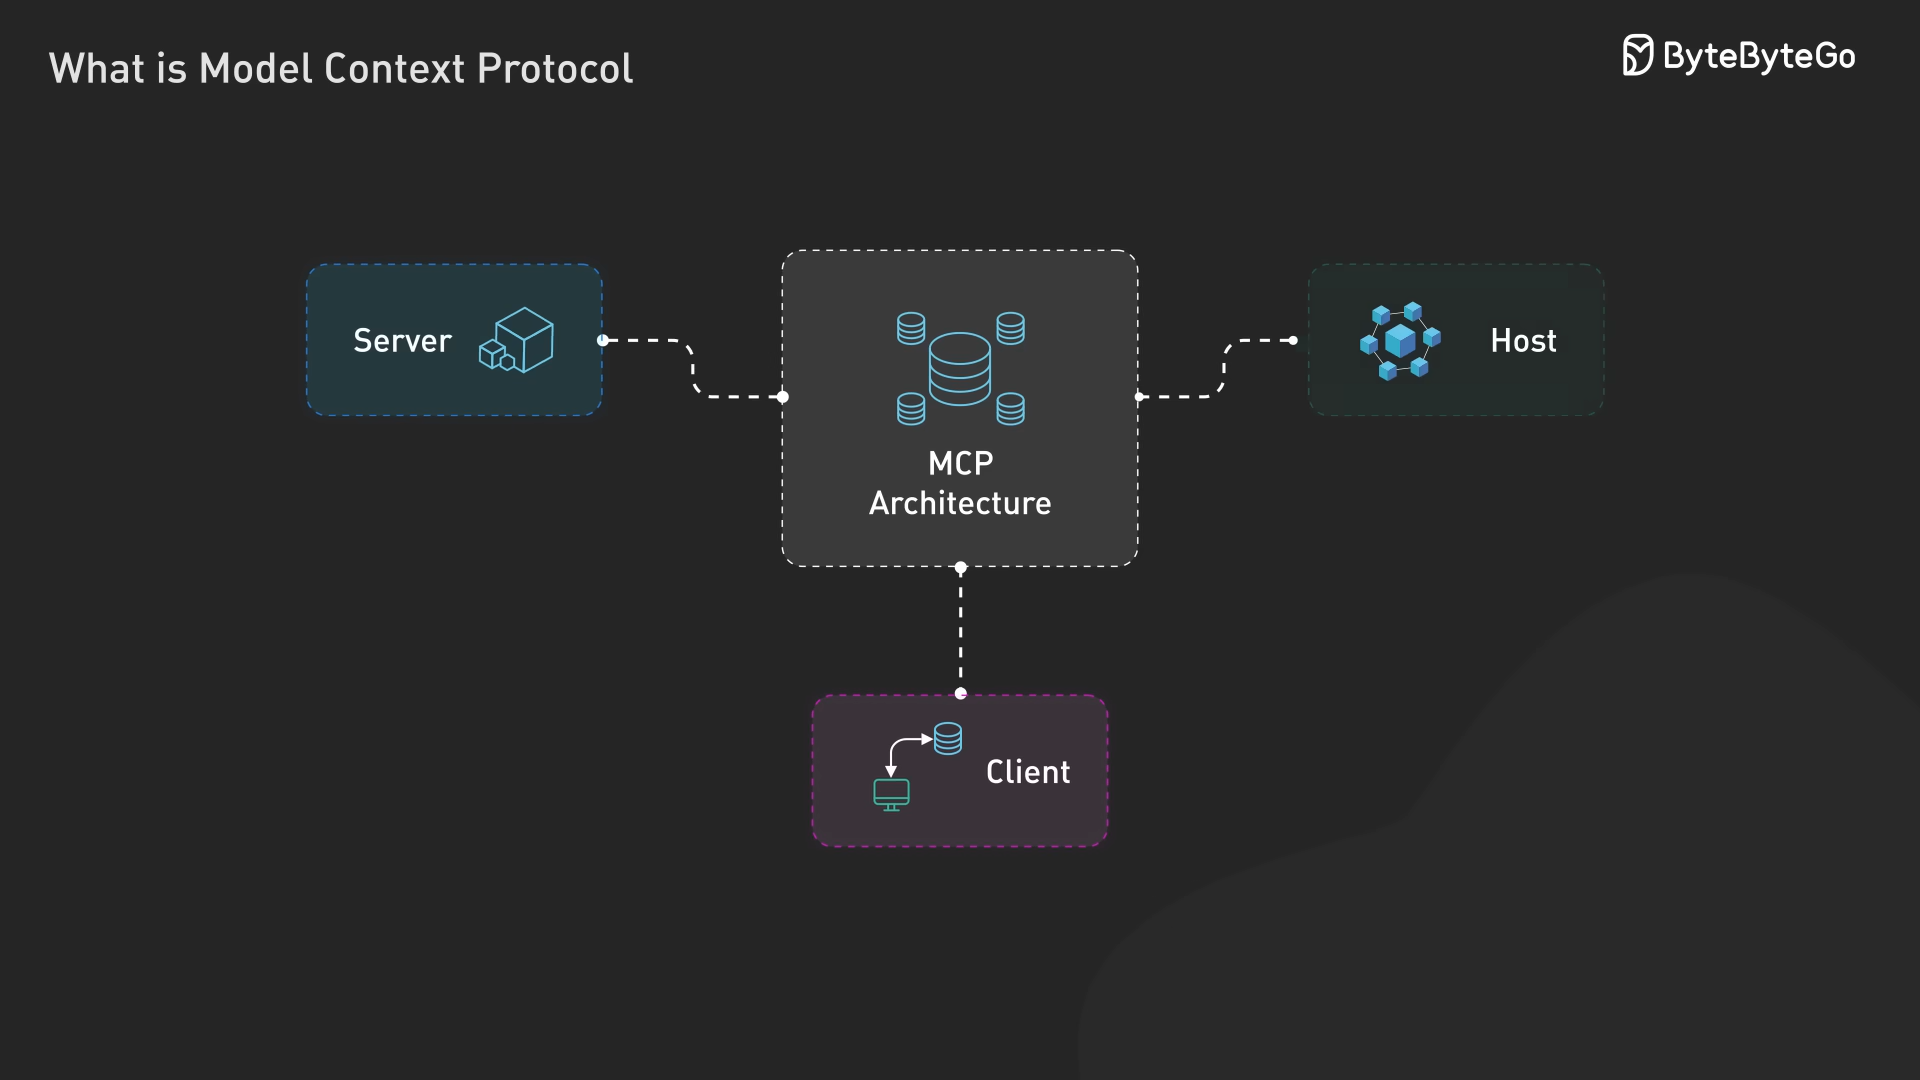 What is Model Context Protocol
ByteByteGo
Server
MCP
Architecture
Host
Client